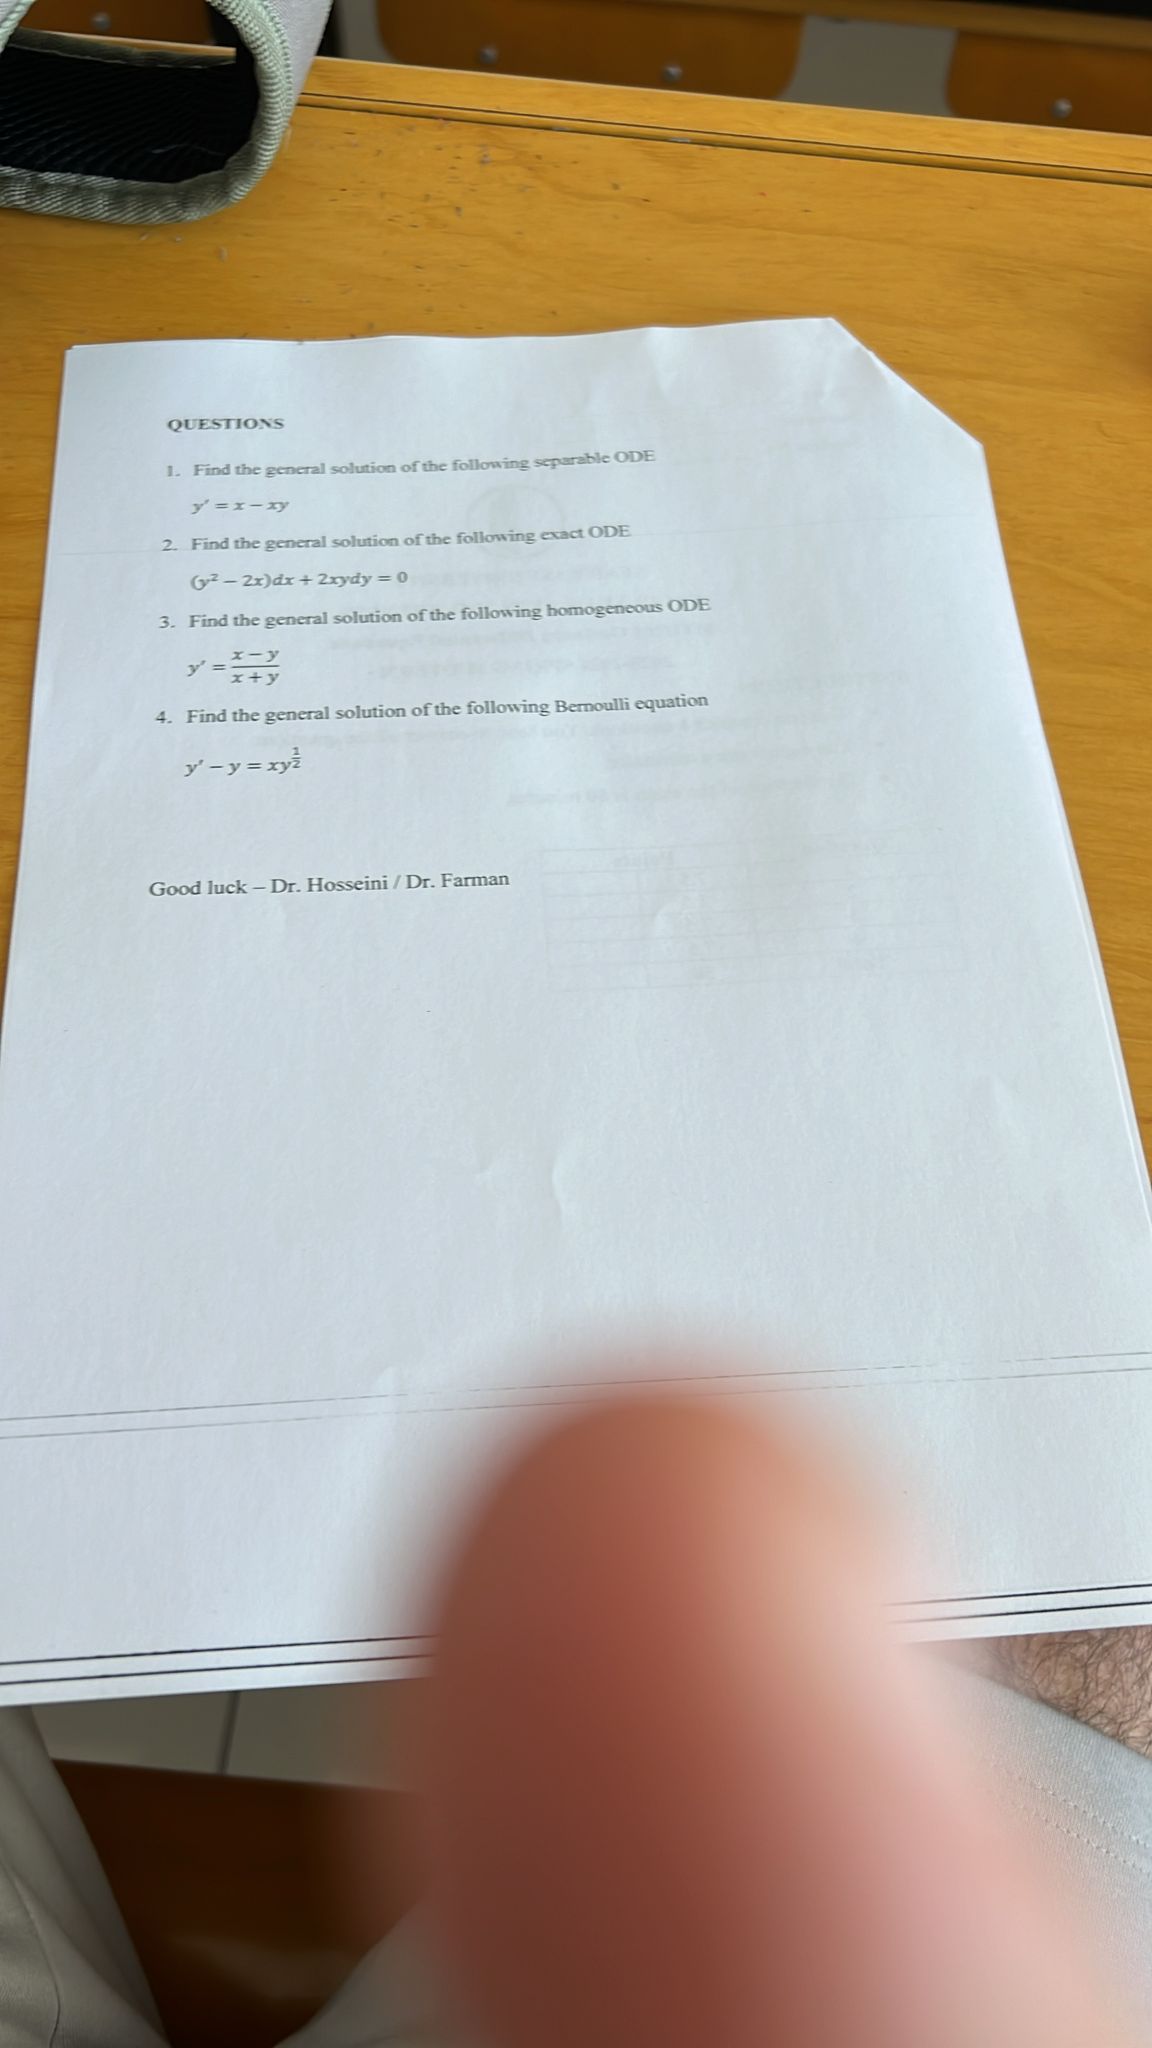 QUESTIONS
1. Find the general solution of the following separable ODE
y′ = x − xy
2. Find the general solution of the following exact ODE
(y² − 2x)dx + 2xydy = 0
3. Find the general solution of the following homogeneous ODE
y′ = (x − y)/(x + y)
4. Find the general solution of the following Bernoulli equation
y′ − y = xy^(1/2)
Good luck – Dr. Hosseini / Dr. Farman